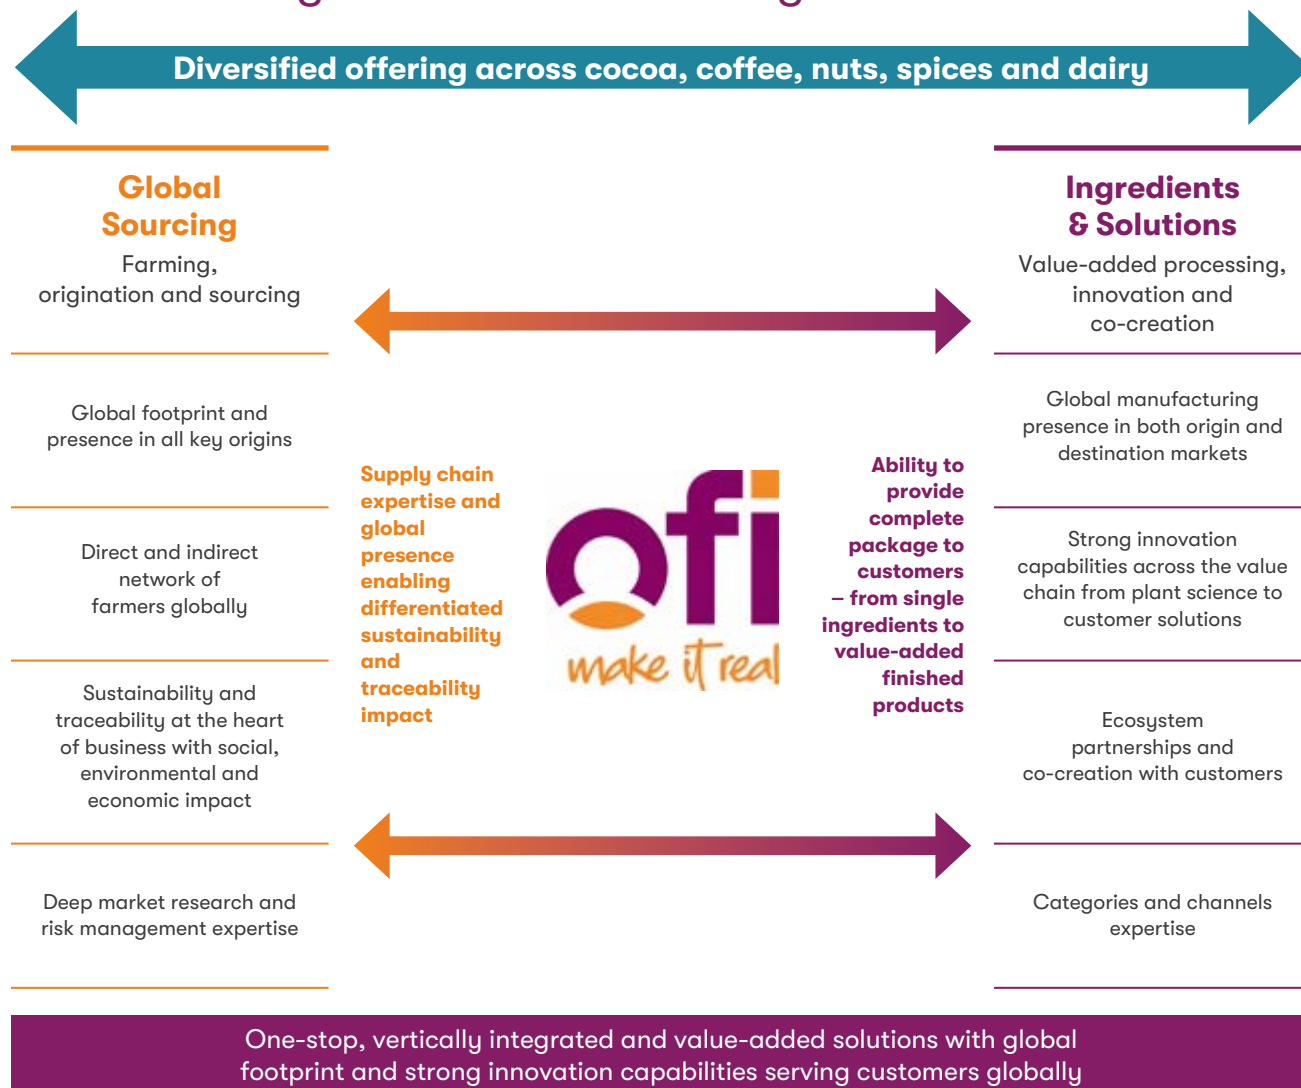 Diversified offering across cocoa, coffee, nuts, spices and dairy
Global
Sourcing
Farming,
origination and sourcing
Global footprint and
presence in all key origins
Direct and indirect
network of
farmers globally
Sustainability and
traceability at the heart
of business with social,
environmental and
economic impact
Deep market research and
risk management expertise
Supply chain
expertise and
global
presence
enabling
differentiated
sustainability
and
traceability
impact
ofi
make it real
Ability to
provide
complete
package to
customers
– from single
ingredients to
value-added
finished
products
Ingredients
& Solutions
Value-added processing,
innovation and
co-creation
Global manufacturing
presence in both origin and
destination markets
Strong innovation
capabilities across the value
chain from plant science to
customer solutions
Ecosystem
partnerships and
co-creation with customers
Categories and channels
expertise
One-stop, vertically integrated and value-added solutions with global
footprint and strong innovation capabilities serving customers globally